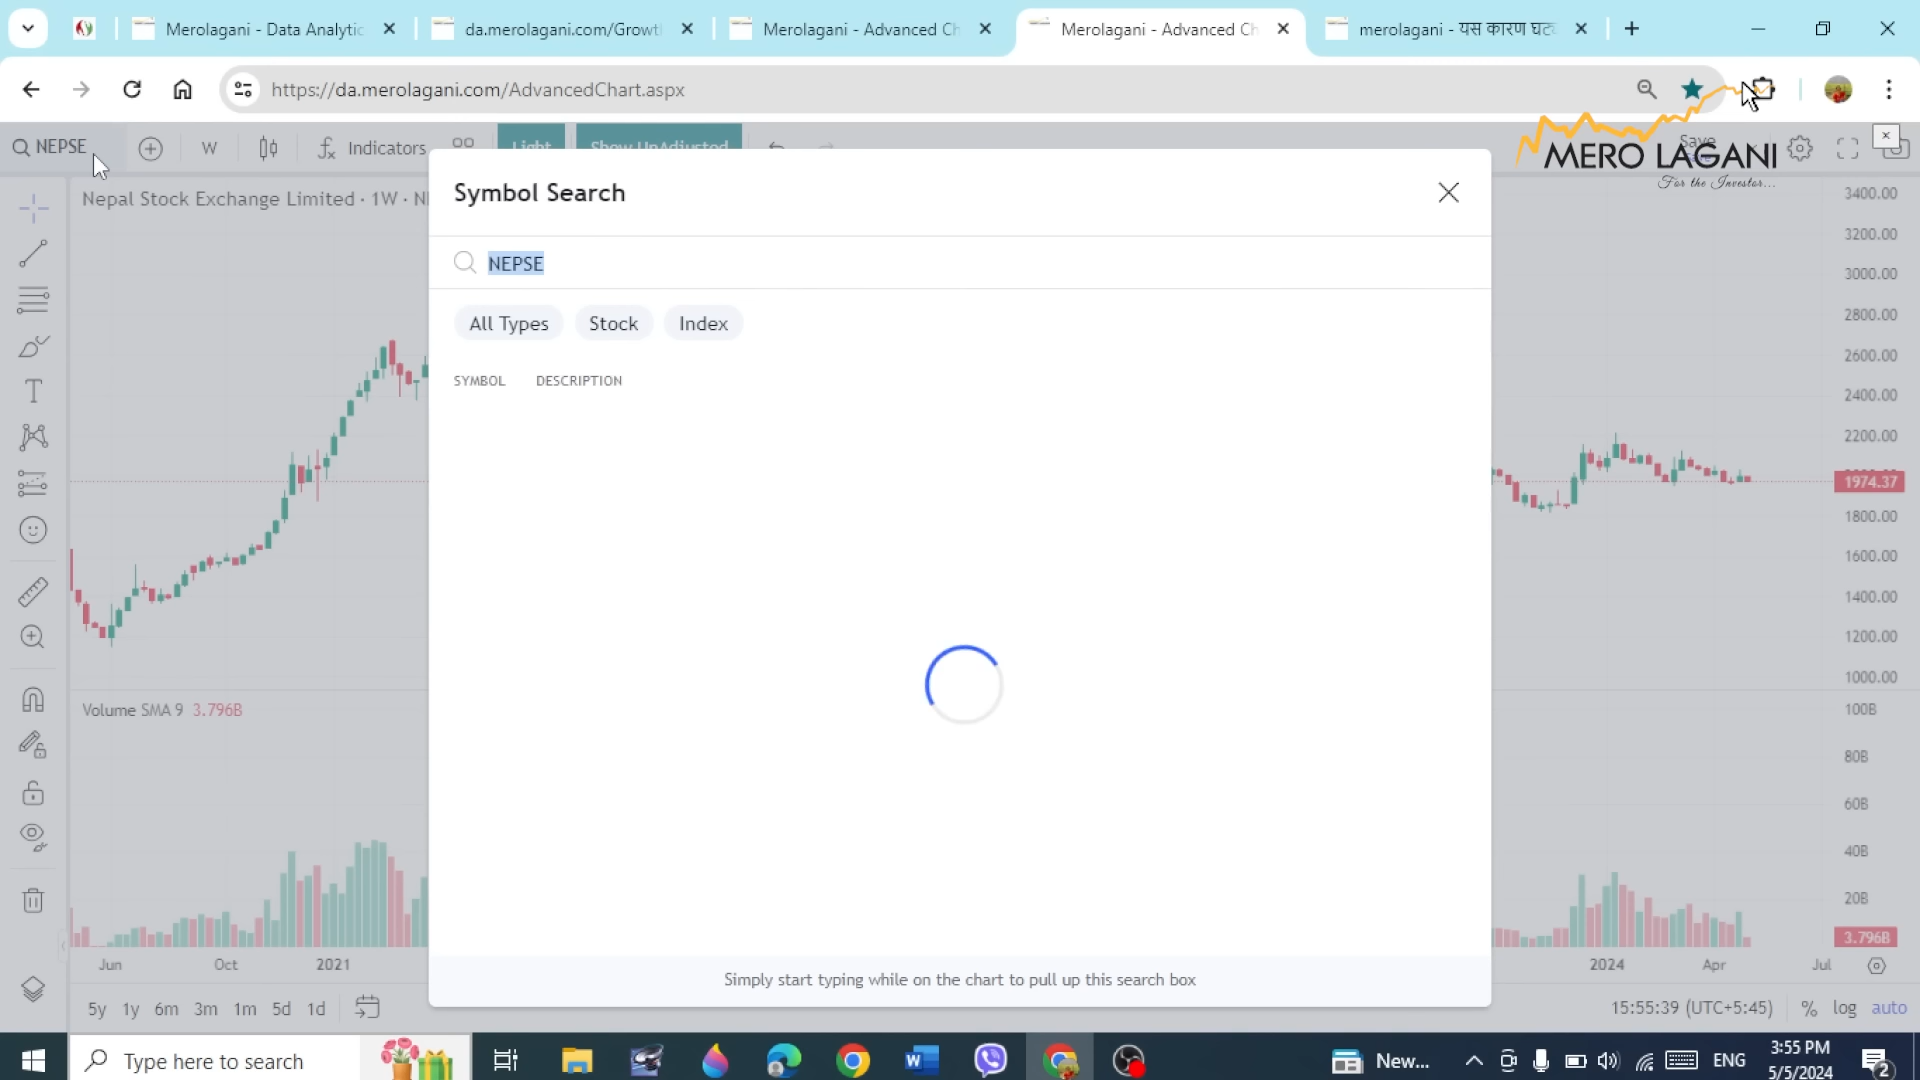 Merolagani - Data Analytic
da.merolagani.com/Growt
Merolagani - Advanced Ch
Merolagani - Advanced Ch
merolagani - यस कारण घट
https://da.merolagani.com/AdvancedChart.aspx
NEPSE
W
Indicators
Light
Show UnAdjusted
Save
MERO LAGANI
For the Investor...
Nepal Stock Exchange Limited · 1W · N
Symbol Search
NEPSE
All Types
Stock
Index
SYMBOL
DESCRIPTION
Simply start typing while on the chart to pull up this search box
3400.00
3200.00
3000.00
2800.00
2600.00
2400.00
2200.00
1974.37
1800.00
1600.00
1400.00
1200.00
1000.00
Volume SMA 9 3.796B
100B
80B
60B
40B
20B
3.796B
Jun
Oct
2021
2024
Apr
Jul
5y 1y 6m 3m 1m 5d 1d
15:55:39 (UTC+5:45)
% log auto
Type here to search
New...
ENG
3:55 PM
5/5/2024
2